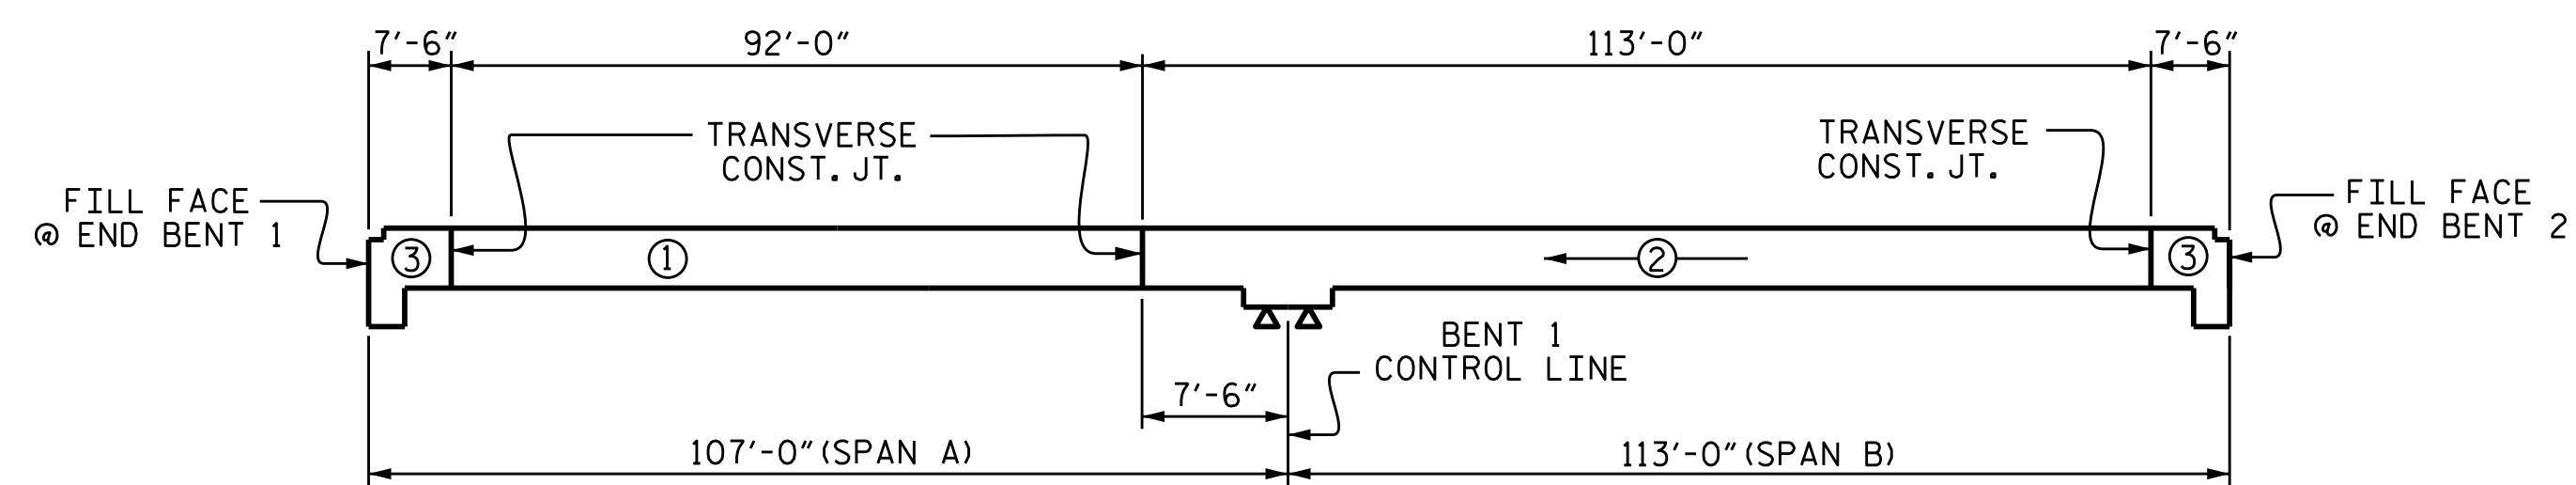 7'-6" 92'-0" 113'-0" 7'-6"
TRANSVERSE
CONST. JT.
TRANSVERSE
CONST. JT.
FILL FACE
@ END BENT 1
FILL FACE
@ END BENT 2
3 1 2 3
BENT 1
CONTROL LINE
7'-6"
107'-0"(SPAN A) 113'-0"(SPAN B)